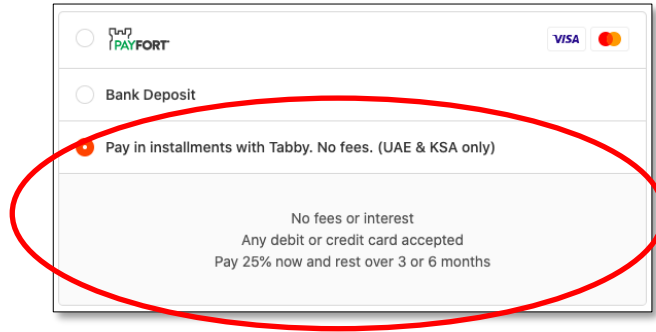 PAYFORT
VISA
Bank Deposit
Pay in installments with Tabby. No fees. (UAE & KSA only)
No fees or interest
Any debit or credit card accepted
Pay 25% now and rest over 3 or 6 months